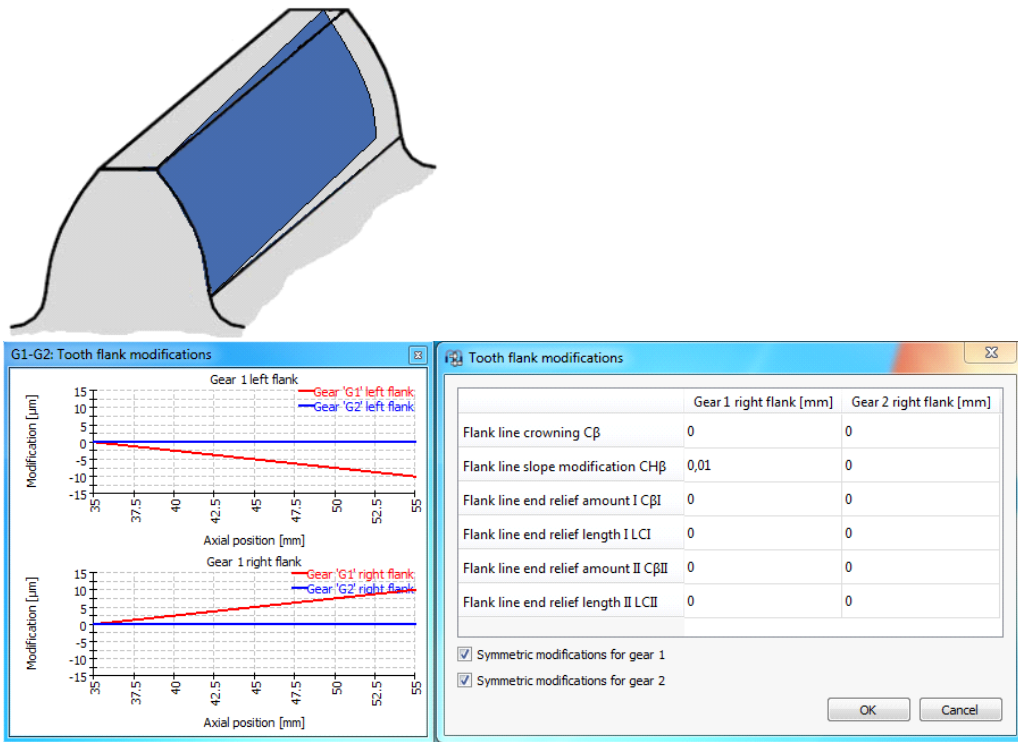 G1-G2: Tooth flank modifications
Gear 1 left flank
Gear 'G1' left flank
Gear 'G2' left flank
Modification [µm]
15
10
5
0
-5
-10
-15
35
37.5
40
42.5
45
47.5
50
52.5
55
Axial position [mm]
Gear 1 right flank
Gear 'G1' right flank
Gear 'G2' right flank
Modification [µm]
15
10
5
0
-5
-10
-15
35
37.5
40
42.5
45
47.5
50
52.5
55
Axial position [mm]
Tooth flank modifications
Gear 1 right flank [mm] Gear 2 right flank [mm]
Flank line crowning Cβ 0 0
Flank line slope modification CHβ 0,01 0
Flank line end relief amount I CβI 0 0
Flank line end relief length I LCI 0 0
Flank line end relief amount II CβII 0 0
Flank line end relief length II LCII 0 0
Symmetric modifications for gear 1
Symmetric modifications for gear 2
OK Cancel